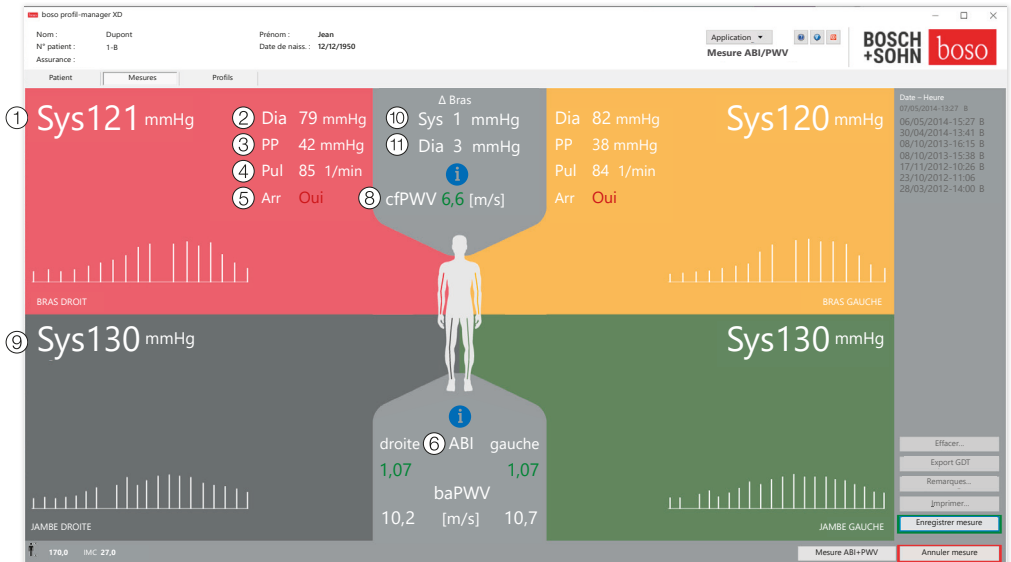 boso profil-manager XD
Nom : Dupont Prénom : Jean
N° patient : 1-B Date de naiss. : 12/12/1950
Assurance :
Application
Mesure ABI/PWV
BOSCH
+SOHN
boso
Patient Mesures Profils
1 Sys121 mmHg
2 Dia 79 mmHg
3 PP 42 mmHg
4 Pul 85 1/min
5 Arr Oui
Δ Bras
10 Sys 1 mmHg
11 Dia 3 mmHg
i
8 cfPWV 6,6 [m/s]
Dia 82 mmHg
PP 38 mmHg
Pul 84 1/min
Arr Oui
Sys120 mmHg
BRAS DROIT
BRAS GAUCHE
Date – Heure
07/05/2014-13:27 B
06/05/2014-15:27 B
30/04/2014-13:41 B
08/10/2013-16:15 B
08/10/2013-15:38 B
17/11/2012-10:26 B
23/10/2012-11:06
28/03/2012-14:00 B
9 Sys130 mmHg
Sys130 mmHg
i
droite 6 ABI gauche
1,07 1,07
baPWV
10,2 [m/s] 10,7
JAMBE DROITE
JAMBE GAUCHE
Effacer...
Export GDT
Remarques...
Imprimer...
Enregistrer mesure
170,0 IMC 27,0
Mesure ABI+PWV
Annuler mesure